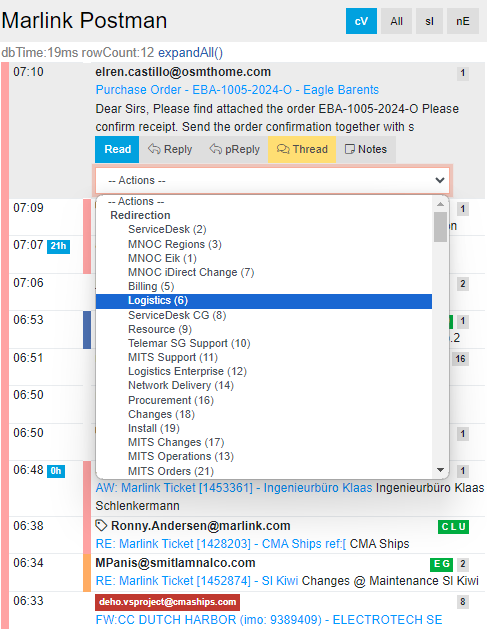 Marlink Postman
cV All sl nE
dbTime:19ms rowCount:12 expandAll()
07:10 elren.castillo@osmthome.com 1
Purchase Order - EBA-1005-2024-O - Eagle Barents
Dear Sirs, Please find attached the order EBA-1005-2024-O Please
confirm receipt. Send the order confirmation together with s
Read Reply pReply Thread Notes
-- Actions --
-- Actions --
Redirection
ServiceDesk (2)
MNOC Regions (3)
MNOC Eik (1)
MNOC iDirect Change (7)
Billing (5)
Logistics (6)
ServiceDesk CG (8)
Resource (9)
Telemar SG Support (10)
MITS Support (11)
Logistics Enterprise (12)
Network Delivery (14)
Procurement (16)
Changes (18)
Install (19)
MITS Changes (17)
MITS Operations (13)
MITS Orders (21)
07:09 1
07:07 21h 1
07:06 2
06:53 1
.2
06:51 16
06:50
06:50 1
06:48 0h 1
AW: Marlink Ticket [1453361] - Ingenieurbüro Klaas Ingenieurbüro Klaas
Schlenkermann
06:38 Ronny.Andersen@marlink.com C L U
RE: Marlink Ticket [1428203] - CMA Ships ref:[ CMA Ships
06:34 MPanis@smitlamnalco.com E G 2
RE: Marlink Ticket [1452874] - SI Kiwi Changes @ Maintenance SI Kiwi
06:33 deho.vsproject@cmaships.com 8
FW:CC DUTCH HARBOR (imo: 9389409) - ELECTROTECH SE